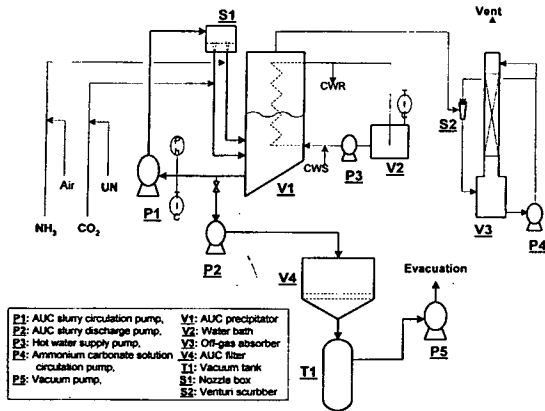 Vent
S1
CWR
S2
Air
UN
P1
CWS
P3
V2
V1
V3
P4
NH3
CO2
P2
V4
Evacuation
T1
P5
P1: AUC slurry circulation pump,
P2: AUC slurry discharge pump,
P3: Hot water supply pump,
P4: Ammonium carbonate solution
circulation pump,
P5: Vacuum pump,
V1: AUC precipitator
V2: Water bath
V3: Off-gas absorber
V4: AUC filter
T1: Vacuum tank
S1: Nozzle box
S2: Venturi scurbber